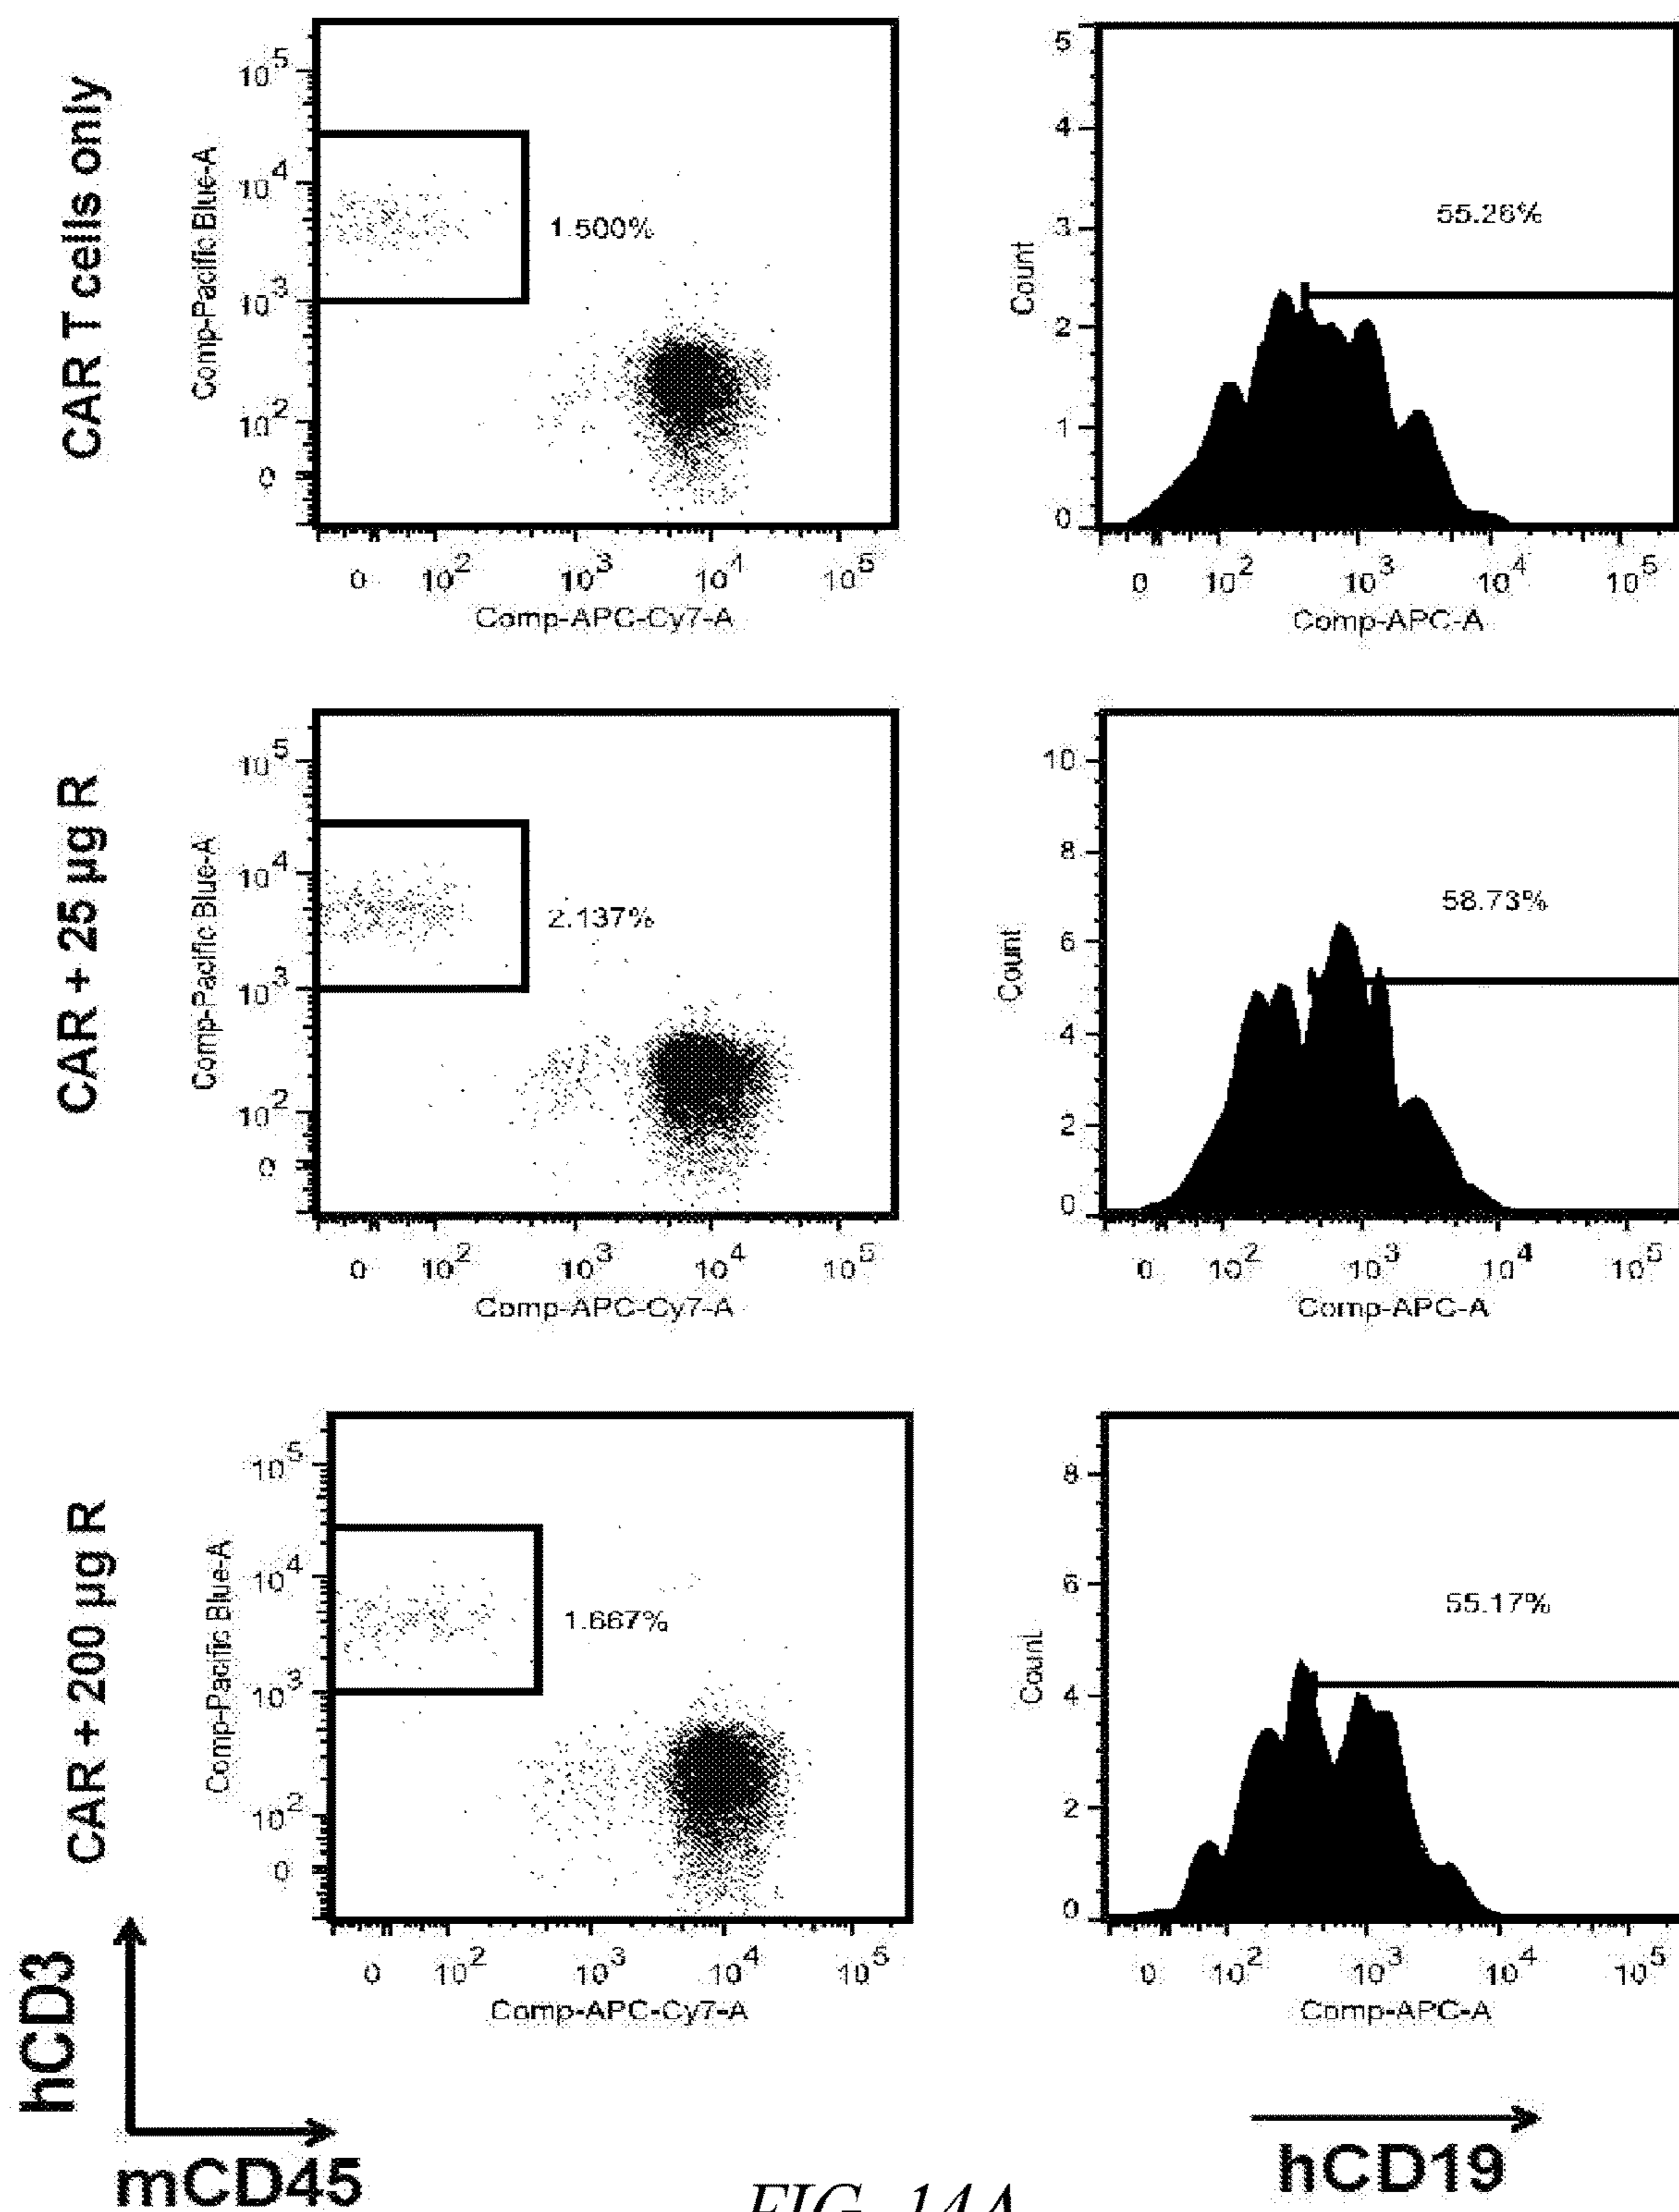 CAR T cells only
Comp-Pacific Blue-A
10^5
10^4
10^3
10^2
0
1.500%
0 10^2 10^3 10^4 10^5
Comp-APC-Cy7-A
Count
5
4
3
2
1
0
55.26%
0 10^2 10^3 10^4 10^5
Comp-APC-A
CAR + 25 µg R
Comp-Pacific Blue-A
10^5
10^4
10^3
10^2
0
2.137%
0 10^2 10^3 10^4 10^5
Comp-APC-Cy7-A
Count
10
8
6
4
2
0
58.73%
0 10^2 10^3 10^4 10^5
Comp-APC-A
CAR + 200 µg R
Comp-Pacific Blue-A
10^5
10^4
10^3
10^2
0
1.667%
0 10^2 10^3 10^4 10^5
Comp-APC-Cy7-A
Count
8
6
4
2
0
55.17%
0 10^2 10^3 10^4 10^5
Comp-APC-A
hCD3
mCD45
hCD19
FIG. 14A